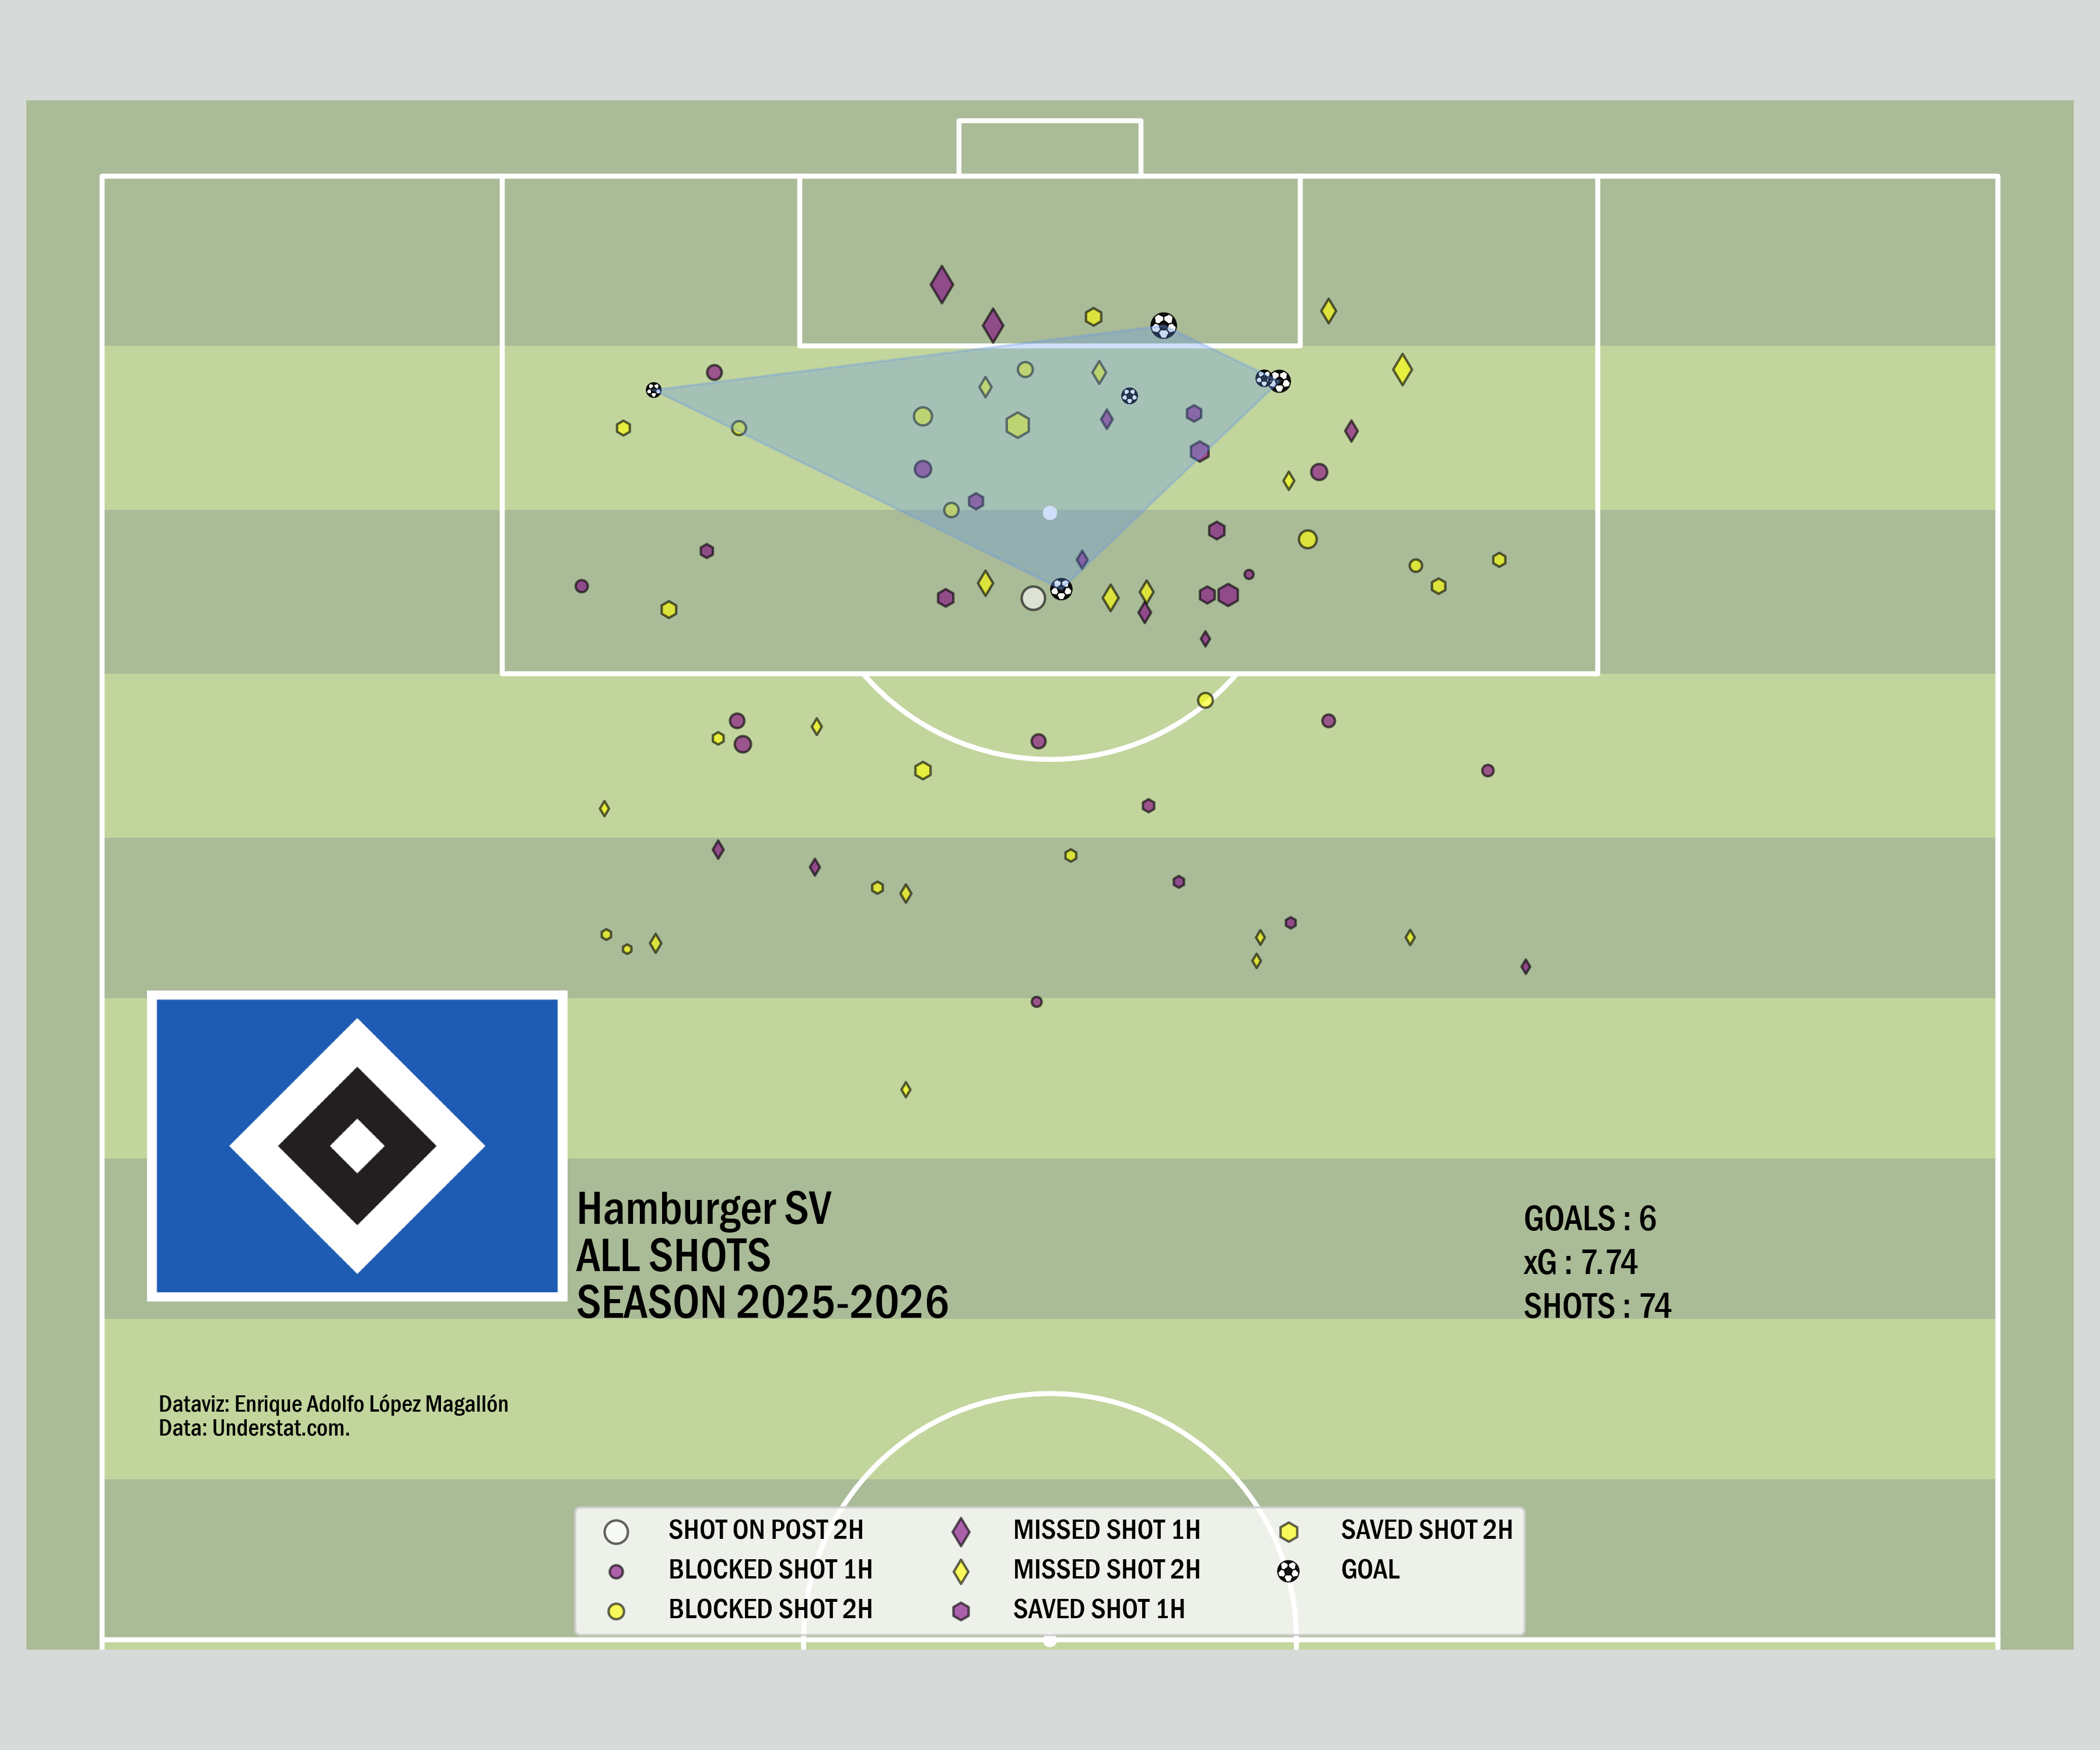 Hamburger SV
ALL SHOTS
SEASON 2025-2026
GOALS : 6
xG : 7.74
SHOTS : 74
Dataviz: Enrique Adolfo López Magallón
Data: Understat.com.
SHOT ON POST 2H
BLOCKED SHOT 1H
BLOCKED SHOT 2H
MISSED SHOT 1H
MISSED SHOT 2H
SAVED SHOT 1H
SAVED SHOT 2H
GOAL